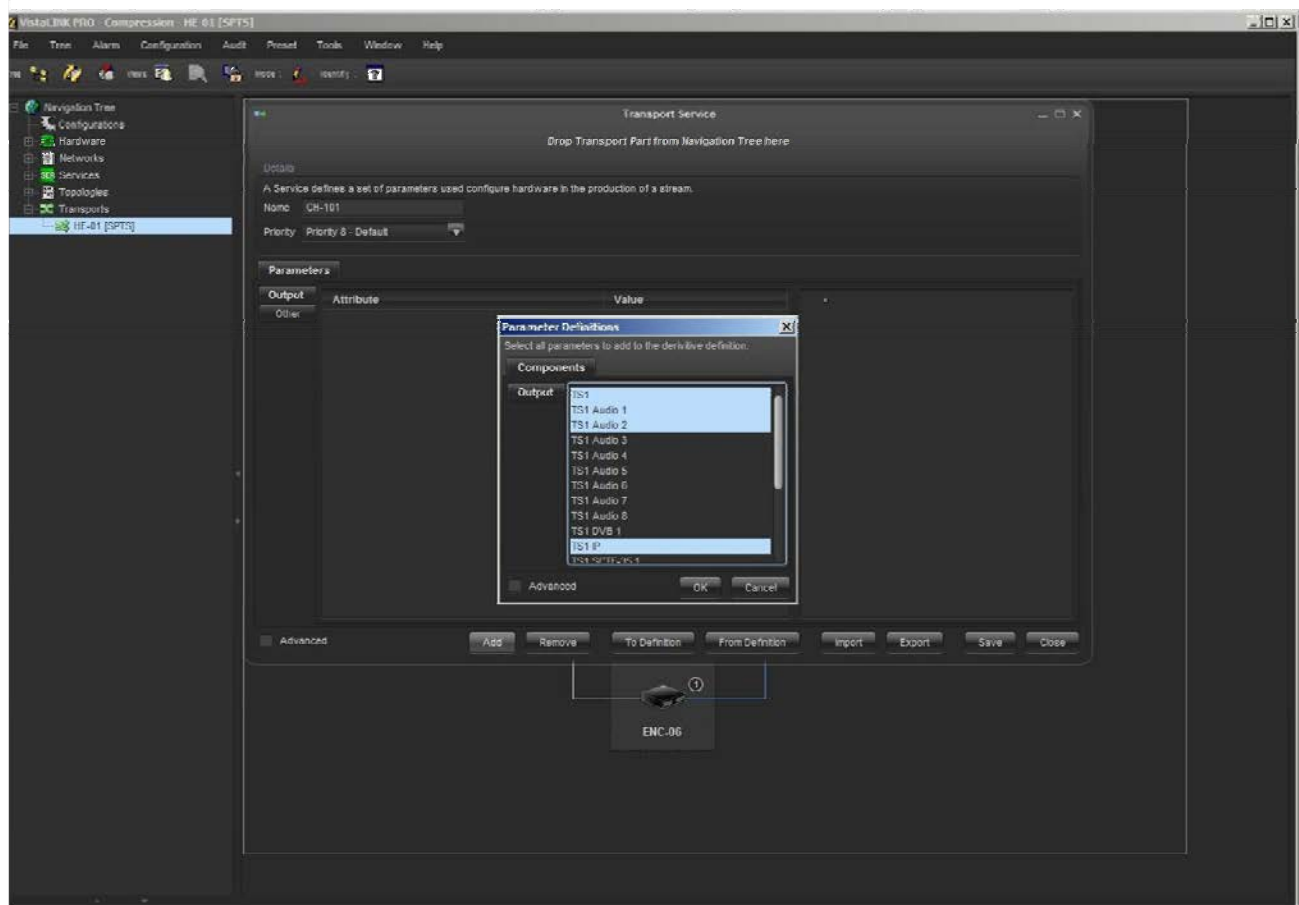 VistaLINK PRO - Compression - HE-01 [SPTS]
File Tree Alarm Configuration Audit Preset Tools Window Help
Navigation Tree
Configurations
Hardware
Networks
Services
Topologies
Transports
HE-01 [SPTS]
Transport Service
Drop Transport Part from Navigation Tree here
Details
A Service defines a set of parameters used configure hardware in the production of a stream.
Name CH-101
Priority Priority 8 - Default
Parameters
Output
Other
Attribute Value
Parameter Definitions
Select all parameters to add to the derivitive definition.
Components
Output
TS1
TS1 Audio 1
TS1 Audio 2
TS1 Audio 3
TS1 Audio 4
TS1 Audio 5
TS1 Audio 6
TS1 Audio 7
TS1 Audio 8
TS1 DVB 1
TS1 IP
TS1 SCTE-35 1
Advanced OK Cancel
Advanced Add Remove To Definition From Definition Import Export Save Close
1
ENC-06